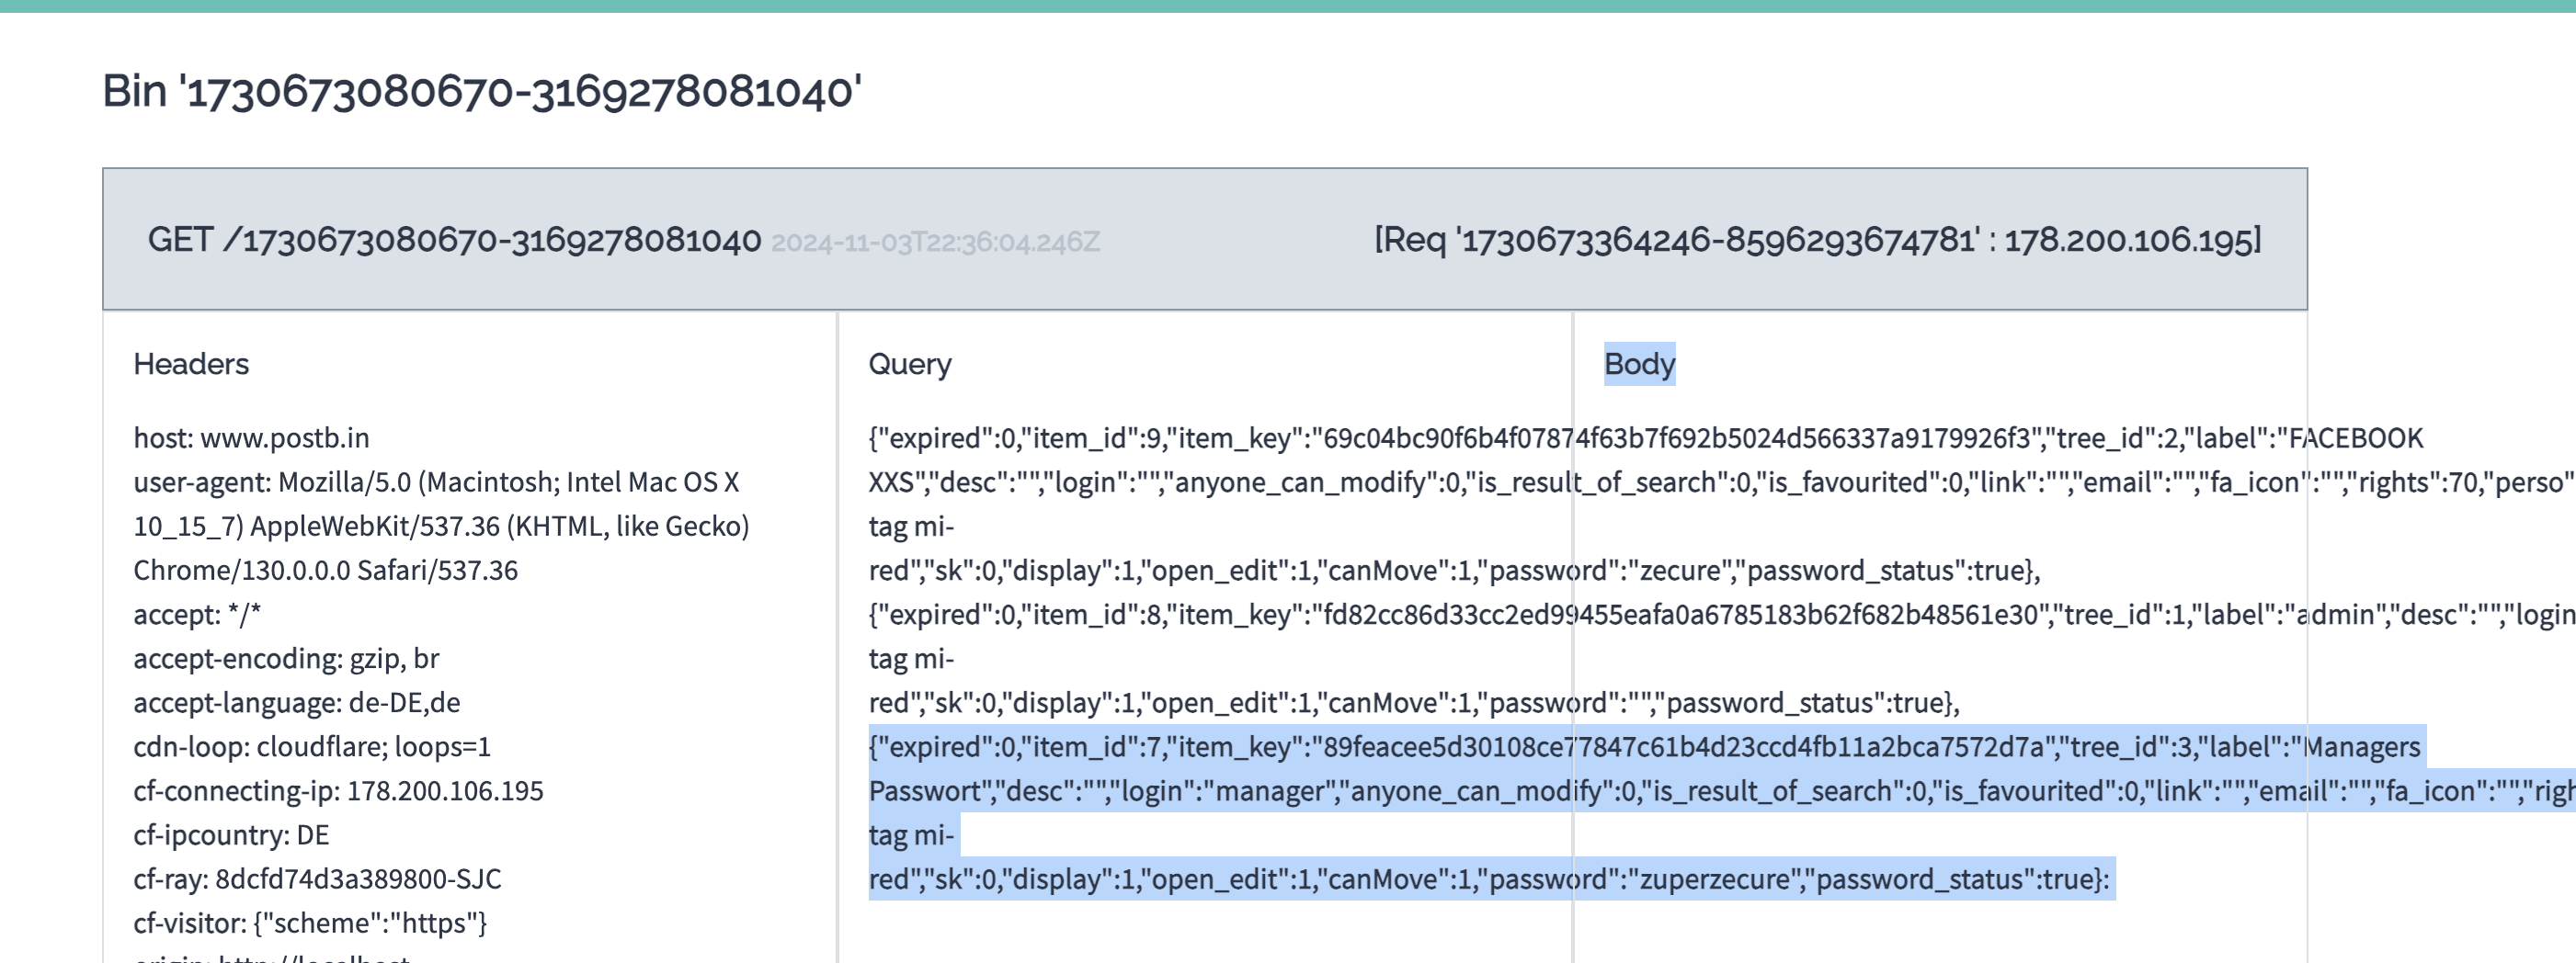 Bin '1730673080670-3169278081040'
GET /1730673080670-3169278081040 2024-11-03T22:36:04.246Z
[Req '1730673364246-8596293674781' : 178.200.106.195]
Headers
host: www.postb.in
user-agent: Mozilla/5.0 (Macintosh; Intel Mac OS X
10_15_7) AppleWebKit/537.36 (KHTML, like Gecko)
Chrome/130.0.0.0 Safari/537.36
accept: */*
accept-encoding: gzip, br
accept-language: de-DE,de
cdn-loop: cloudflare; loops=1
cf-connecting-ip: 178.200.106.195
cf-ipcountry: DE
cf-ray: 8dcfd74d3a389800-SJC
cf-visitor: {"scheme":"https"}
origin: http://localhost
Query
{"expired":0,"item_id":9,"item_key":"69c04bc90f6b4f07874f63b7f692b5024d566337a9179926f3","tree_id":2,"label":"FACEBOOK
XXS","desc":"","login":"","anyone_can_modify":0,"is_result_of_search":0,"is_favourited":0,"link":"","email":"","fa_icon":"","rights":70,"perso"
tag mi-
red","sk":0,"display":1,"open_edit":1,"canMove":1,"password":"zecure","password_status":true},
{"expired":0,"item_id":8,"item_key":"fd82cc86d33cc2ed99455eafa0a6785183b62f682b48561e30","tree_id":1,"label":"admin","desc":"","login
tag mi-
red","sk":0,"display":1,"open_edit":1,"canMove":1,"password":"","password_status":true},
{"expired":0,"item_id":7,"item_key":"89feacee5d30108ce77847c61b4d23ccd4fb11a2bca7572d7a","tree_id":3,"label":"Managers
Passwort","desc":"","login":"manager","anyone_can_modify":0,"is_result_of_search":0,"is_favourited":0,"link":"","email":"","fa_icon":"","righ
tag mi-
red","sk":0,"display":1,"open_edit":1,"canMove":1,"password":"zuperzecure","password_status":true}:
Body